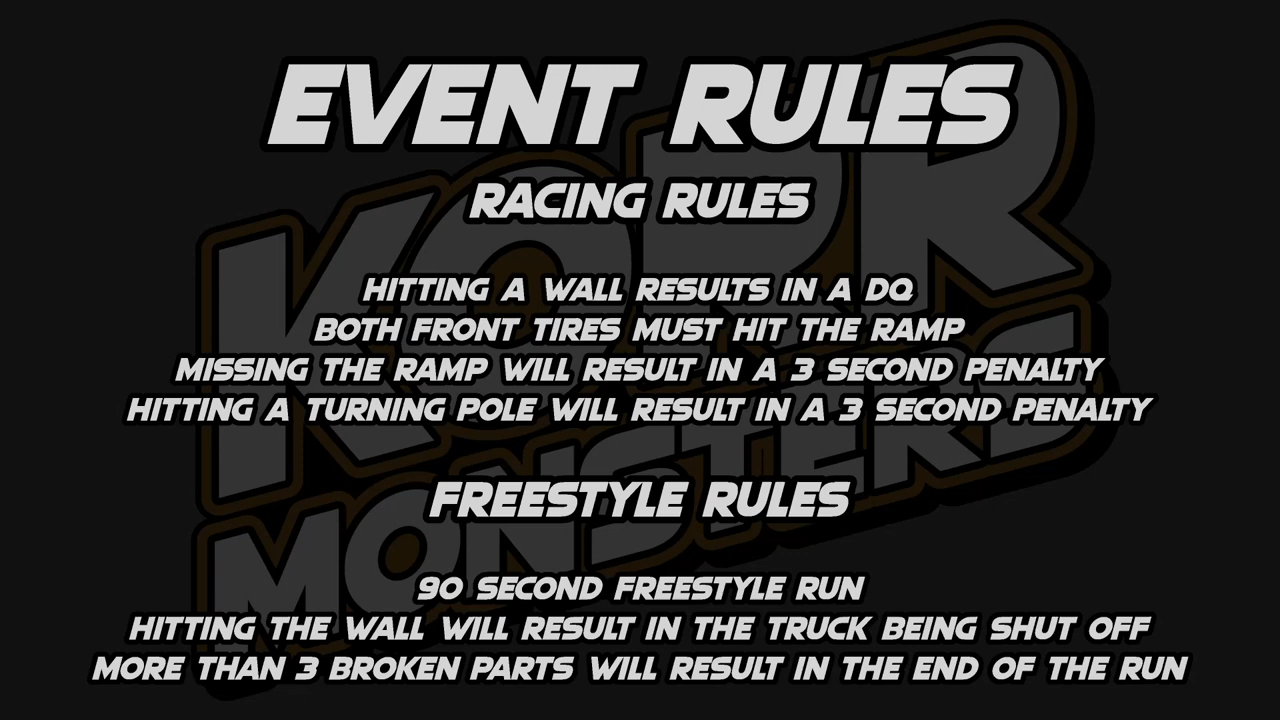 EVENT RULES
RACING RULES
HITTING A WALL RESULTS IN A DQ
BOTH FRONT TIRES MUST HIT THE RAMP
MISSING THE RAMP WILL RESULT IN A 3 SECOND PENALTY
HITTING A TURNING POLE WILL RESULT IN A 3 SECOND PENALTY
FREESTYLE RULES
90 SECOND FREESTYLE RUN
HITTING THE WALL WILL RESULT IN THE TRUCK BEING SHUT OFF
MORE THAN 3 BROKEN PARTS WILL RESULT IN THE END OF THE RUN
MONSTERS